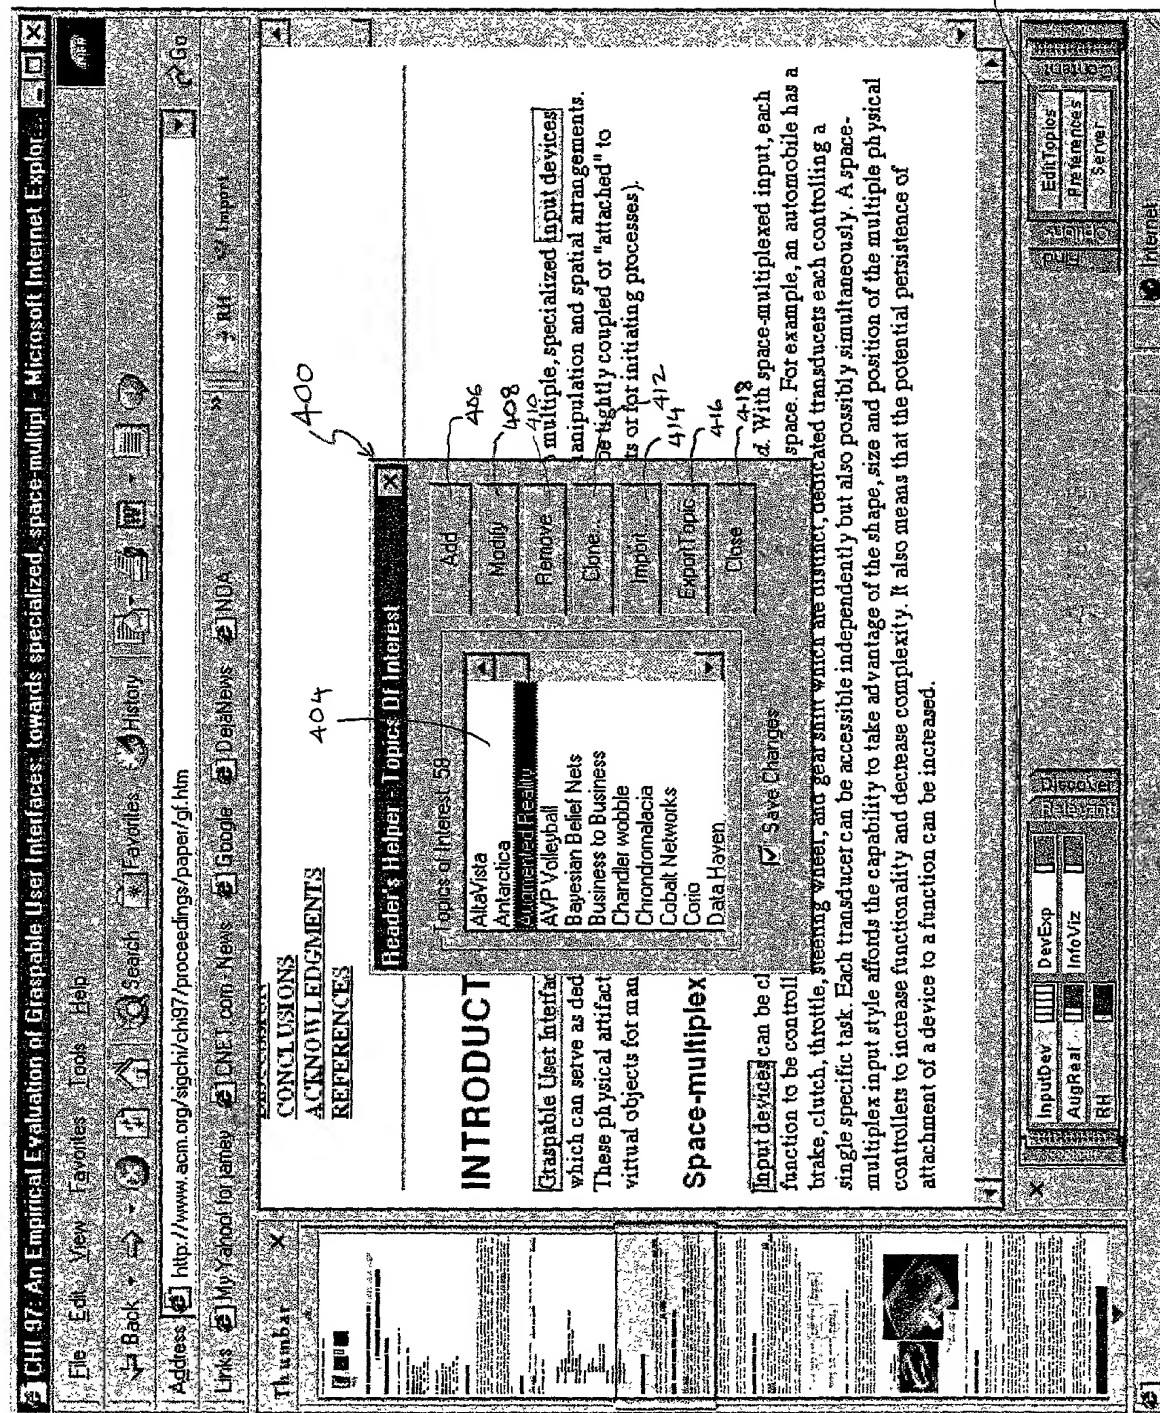 CHI 97: An Empirical Evaluation of Graspable User Interfaces: towards specialized, space-multipl - Microsoft Internet Explor...
File Edit View Favorites Tools Help
Back Search Favorites History
Address http://www.acm.org/sigchi/chi97/proceedings/paper/gf.htm Go
Links My Yahoo! for jamey CNET.com - News Google DejaNews NDA » RH Import
Thumbar
CONCLUSIONS
ACKNOWLEDGMENTS
REFERENCES
400
404
INTRODUCT
Graspable User Interfac
multiple, specialized input devices
which can serve as ded
anipulation and spatial arrangements.
These physical artifact
be tightly coupled or "attached" to
virtual objects for man
ts or for initiating processes).
Space-multiplex
Input devices can be cl
d. With space-multiplexed input, each
function to be controll
space. For example, an automobile has a
brake, clutch, throttle, steering wheel, and gear shift which are distinct, dedicated transducers each controlling a
single specific task. Each transducer can be accessible independently but also possibly simultaneously. A space-
multiplex input style affords the capability to take advantage of the shape, size and position of the multiple physical
controllers to increase functionality and decrease complexity. It also means that the potential persistence of
attachment of a device to a function can be increased.
Reader's Helper - Topics Of Interest
Topics of Interest: 58
AltaVista
Antarctica
Augmented Reality
AVP Volleyball
Bayesian Belief Nets
Business to Business
Chandler wobble
Chrondromalacia
Cobalt Networks
Corio
Data Haven
Save Changes
Add 406
Modify 408
Remove 410
Clone... 412
Import... 414
Export Topic 416
Close 418
InputDev DevExp
AugReal InfoViz
RH
Discover
EditTopics
Preferences
Server
Internet